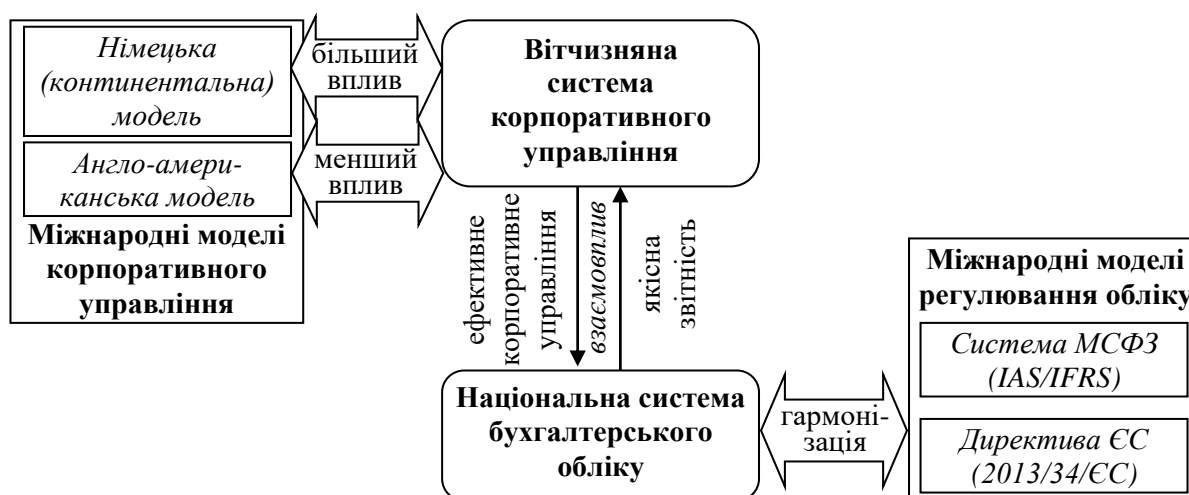 Німецька
(континентальна)
модель
Англо-амери-
канська модель
Міжнародні моделі
корпоративного
управління
більший
вплив
менший
вплив
Вітчизняна
система
корпоративного
управління
ефективне
корпоративне
управління
взаємовплив
якісна
звітність
Національна система
бухгалтерського
обліку
гармоні-
зація
Міжнародні моделі
регулювання обліку
Система МСФЗ
(IAS/IFRS)
Директива ЄС
(2013/34/ЄС)